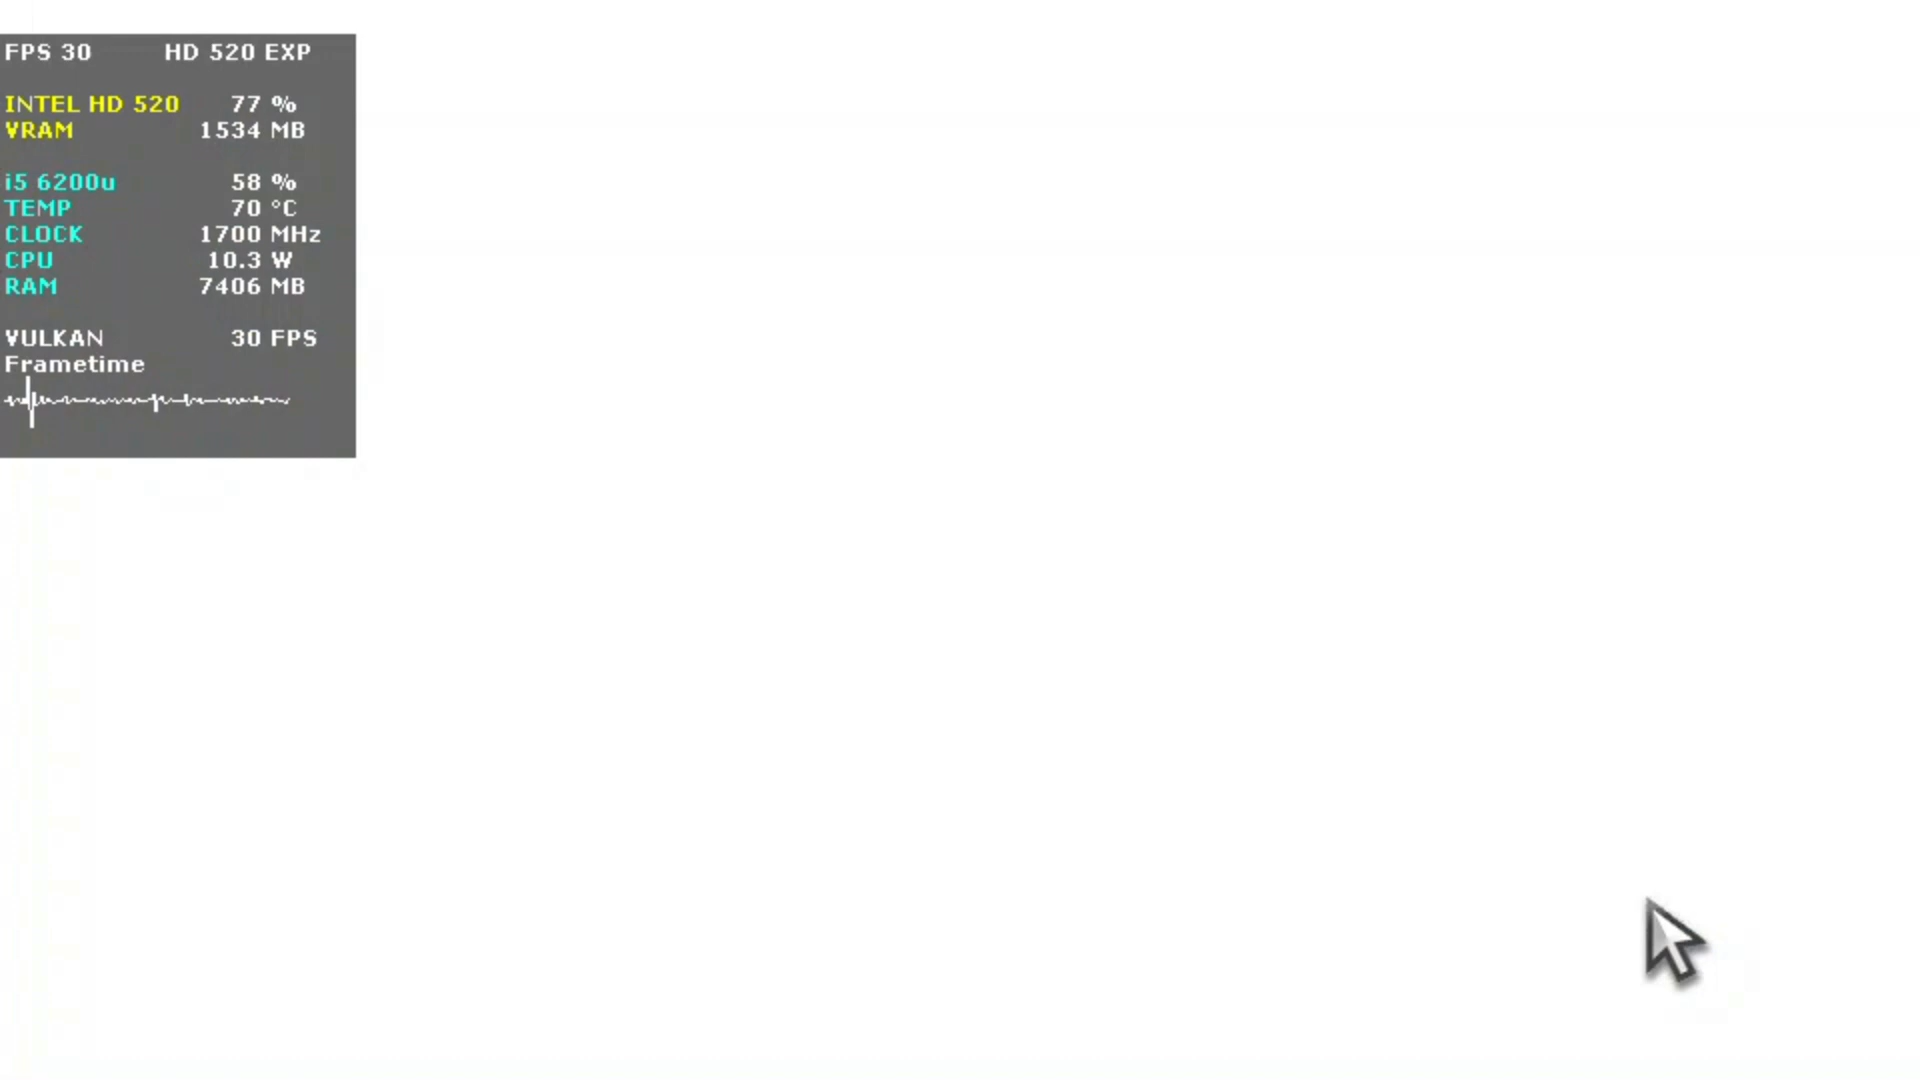 FPS 30 HD 520 EXP
INTEL HD 520 77 %
VRAM 1534 MB
i5 6200u 58 %
TEMP 70 °C
CLOCK 1700 MHz
CPU 10.3 W
RAM 7406 MB
VULKAN 30 FPS
Frametime